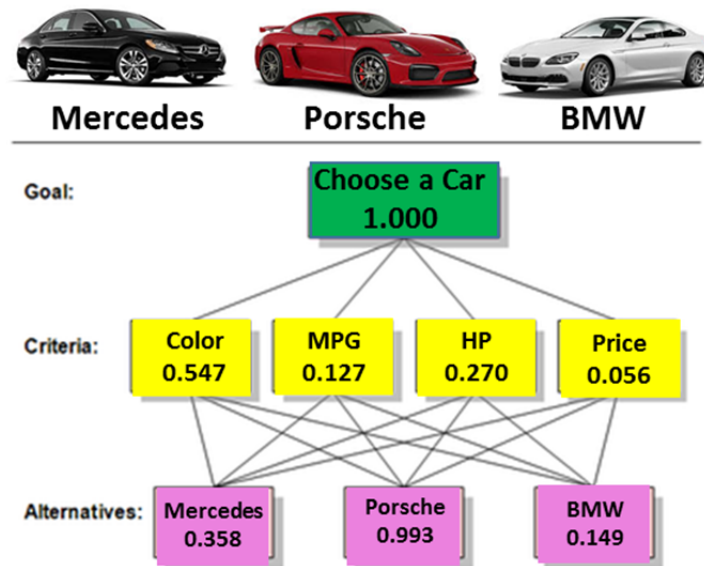 Mercedes Porsche BMW
Goal:
Choose a Car
1.000
Criteria:
Color
0.547
MPG
0.127
HP
0.270
Price
0.056
Alternatives:
Mercedes
0.358
Porsche
0.993
BMW
0.149